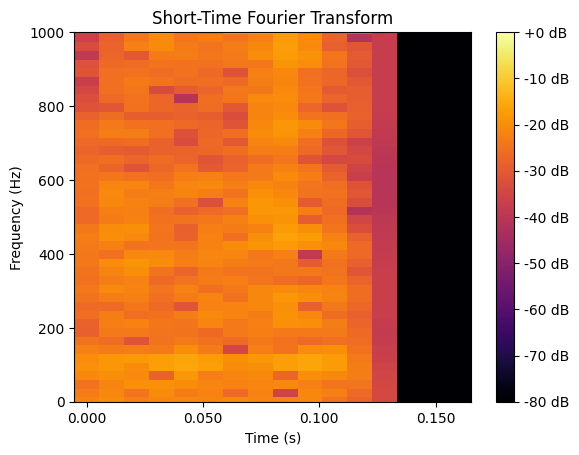 Short-Time Fourier Transform
1000
800
600
400
200
0
Frequency (Hz)
0.000
0.050
0.100
0.150
Time (s)
+0 dB
-10 dB
-20 dB
-30 dB
-40 dB
-50 dB
-60 dB
-70 dB
-80 dB